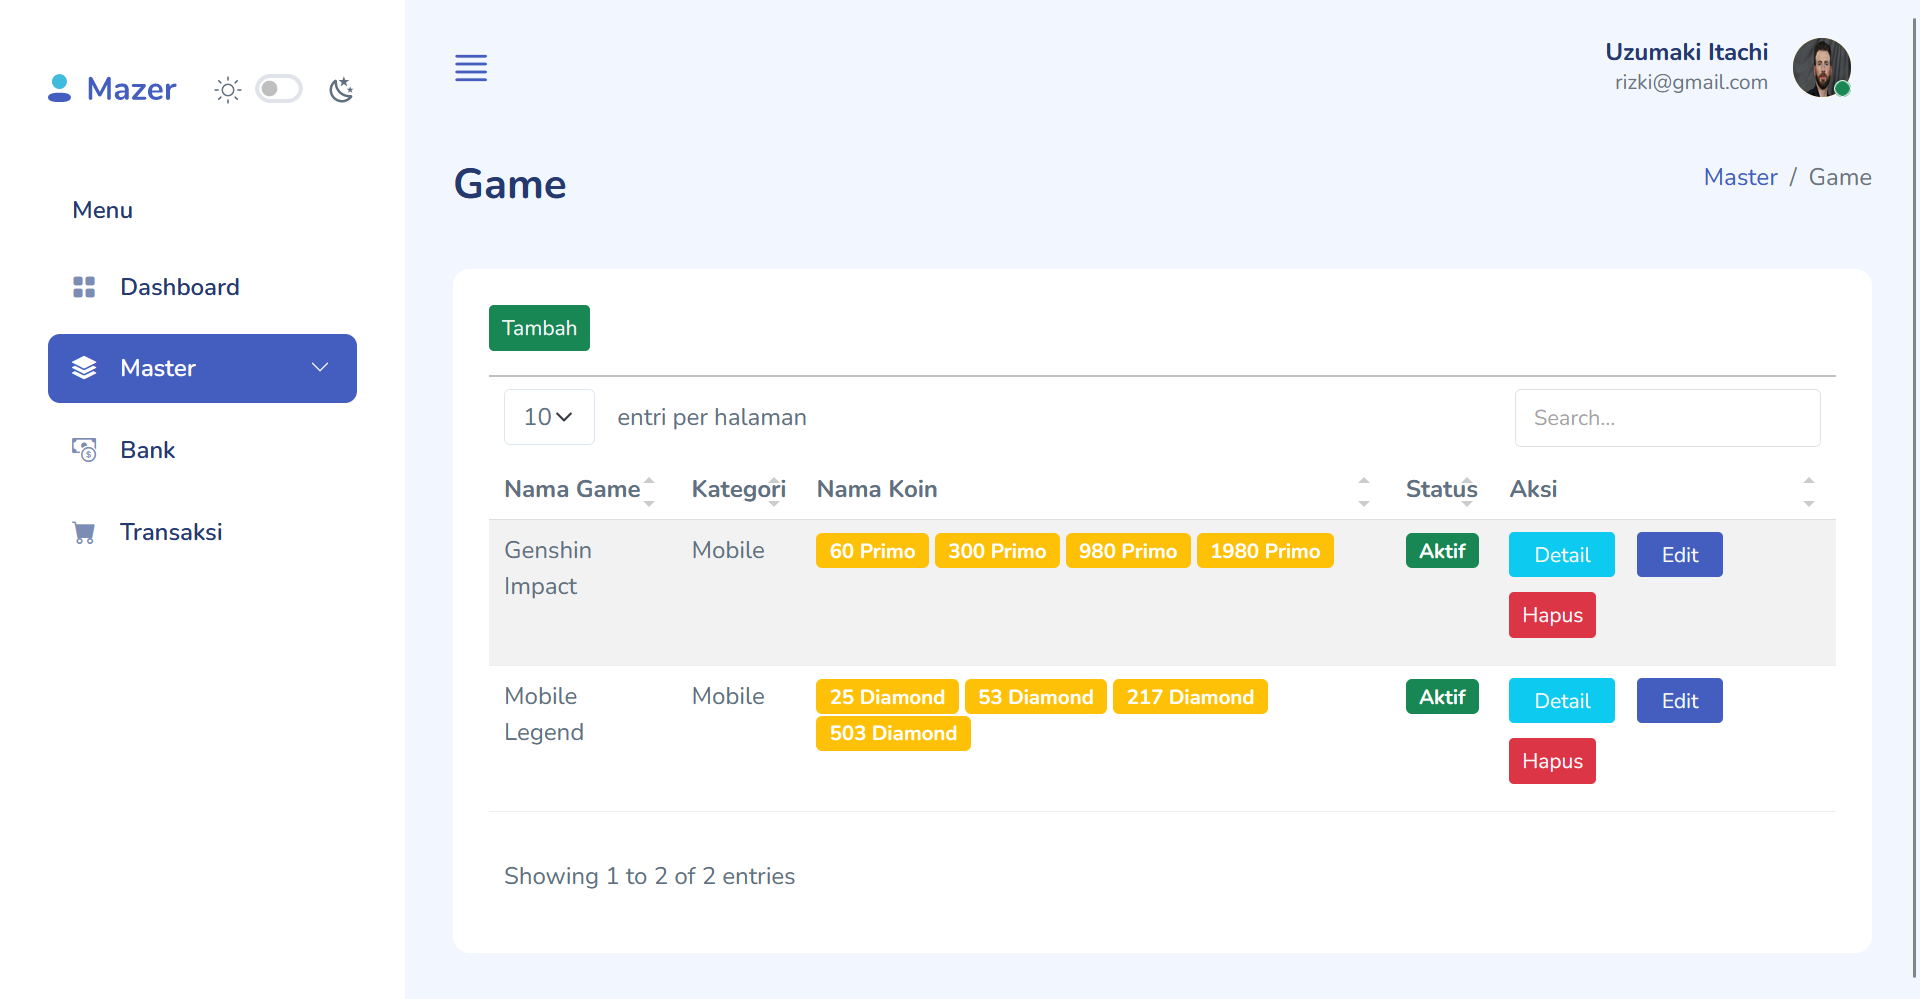 Mazer
Menu
Dashboard
Master
Bank
Transaksi
Uzumaki Itachi
rizki@gmail.com
Game
Master / Game
Tambah
10 entri per halaman
Search...
Nama Game Kategori Nama Koin Status Aksi
Genshin Impact Mobile 60 Primo 300 Primo 980 Primo 1980 Primo Aktif Detail Edit
Hapus
Mobile Legend Mobile 25 Diamond 53 Diamond 217 Diamond Aktif Detail Edit
503 Diamond
Hapus
Showing 1 to 2 of 2 entries